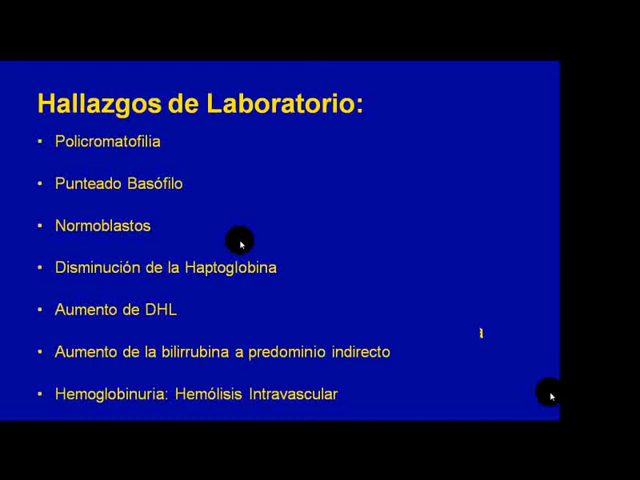 Hallazgos de Laboratorio:
• Policromatofilia
• Punteado Basófilo
• Normoblastos
• Disminución de la Haptoglobina
• Aumento de DHL
a
• Aumento de la bilirrubina a predominio indirecto
• Hemoglobinuria: Hemólisis Intravascular